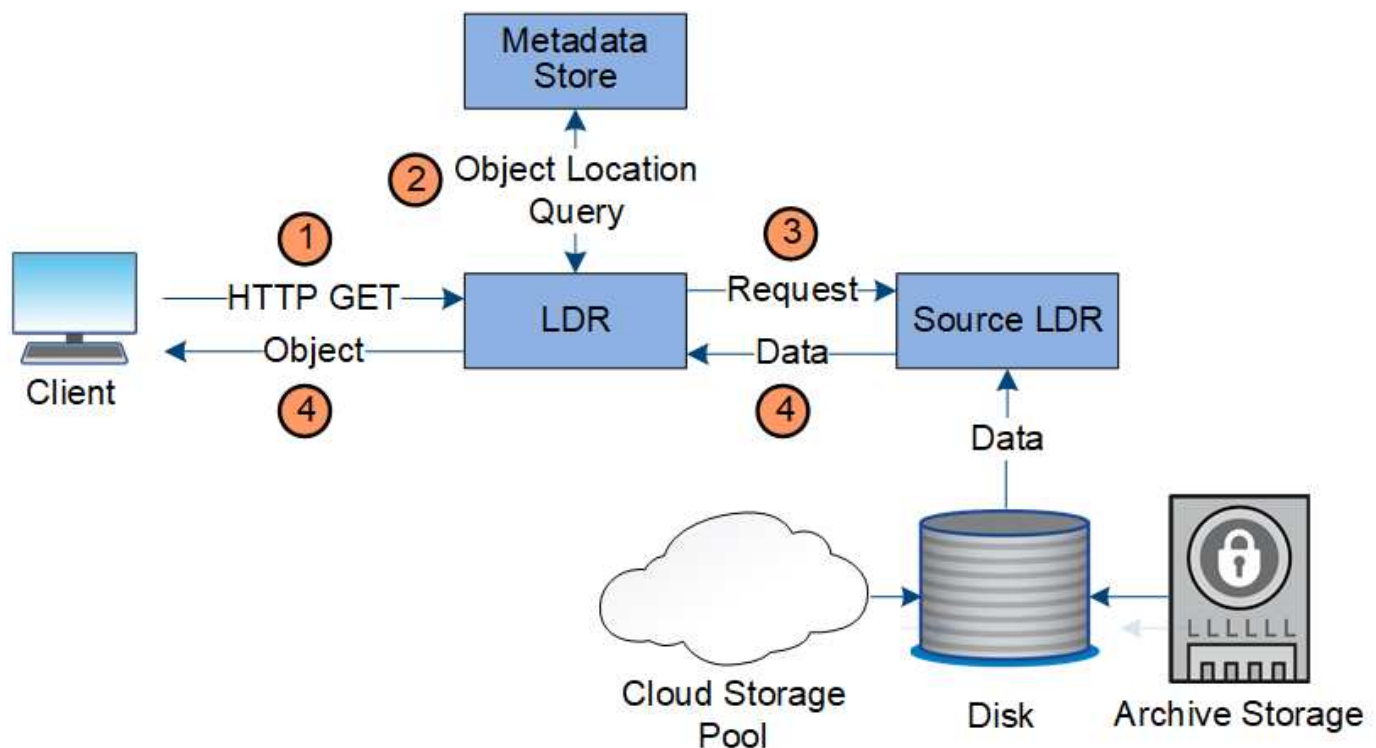 Metadata
Store
2
Object Location
Query
1
3
HTTP GET
LDR
Request
Source LDR
Object
Data
Client
4
4
Data
LLLLLL
Cloud Storage
Pool
Disk
Archive Storage